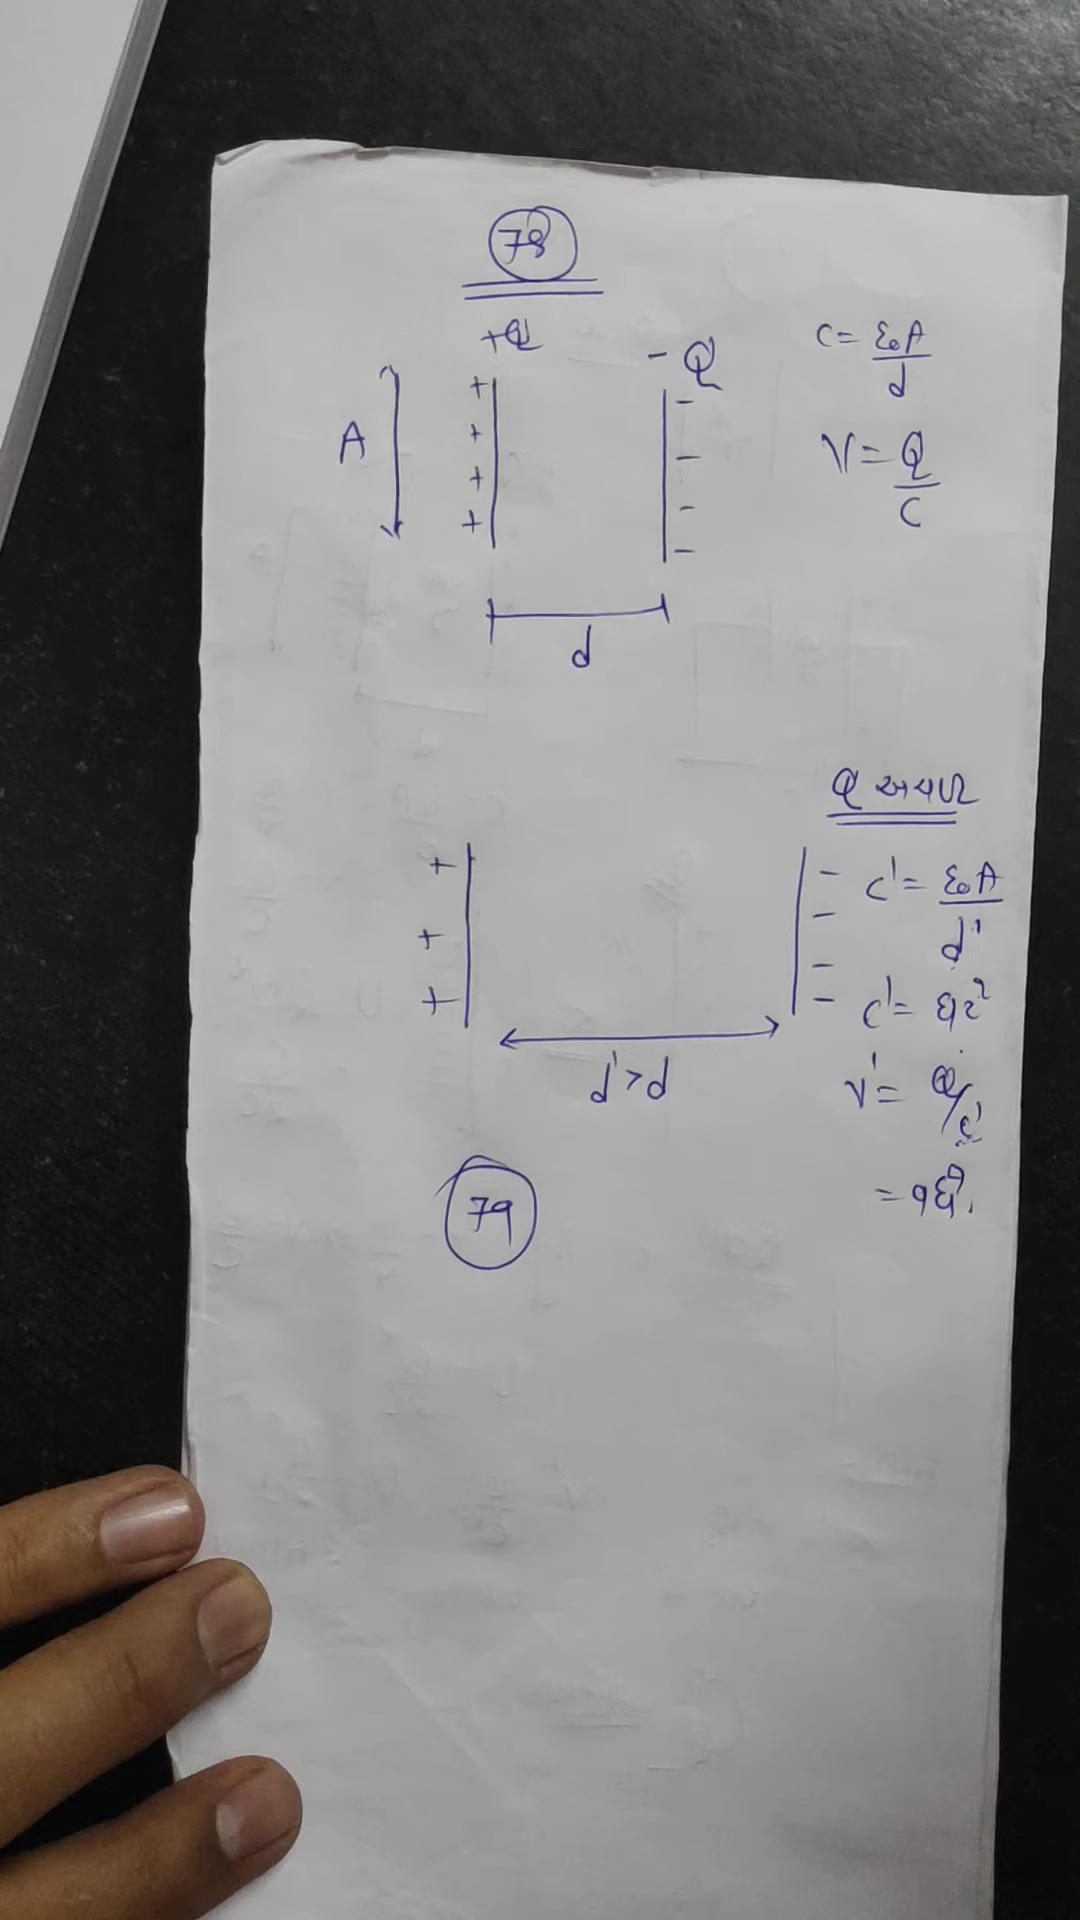 78
+Q
- Q
C = ε₀A/d
A
V = Q/C
d
Q અચળ
C' = ε₀A/d'
C' = ઘટે
d' > d
V' = Q/C'
= વધે.
79